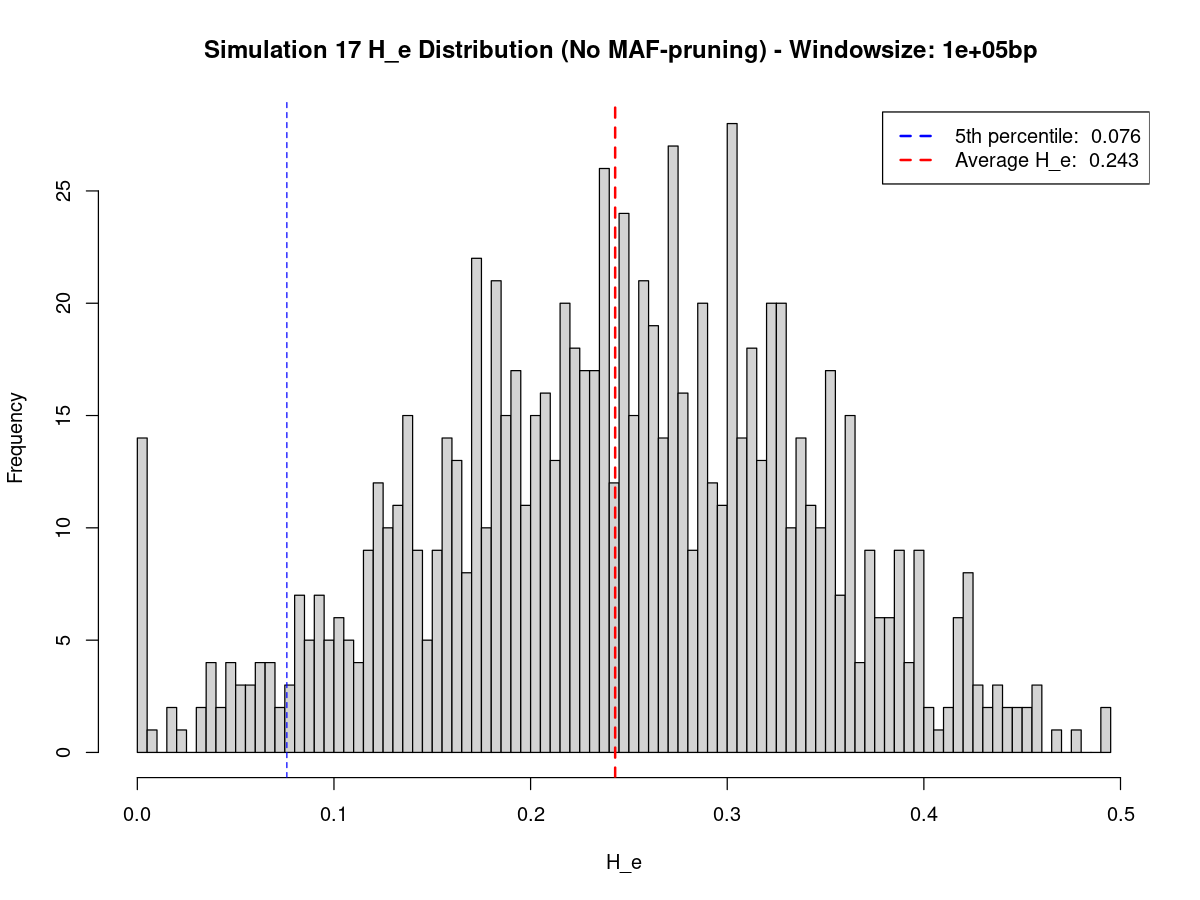 Simulation 17 H_e Distribution (No MAF-pruning) - Windowsize: 1e+05bp
5th percentile: 0.076
Average H_e: 0.243
Frequency
25
20
15
10
5
0
0.0 0.1 0.2 0.3 0.4 0.5
H_e